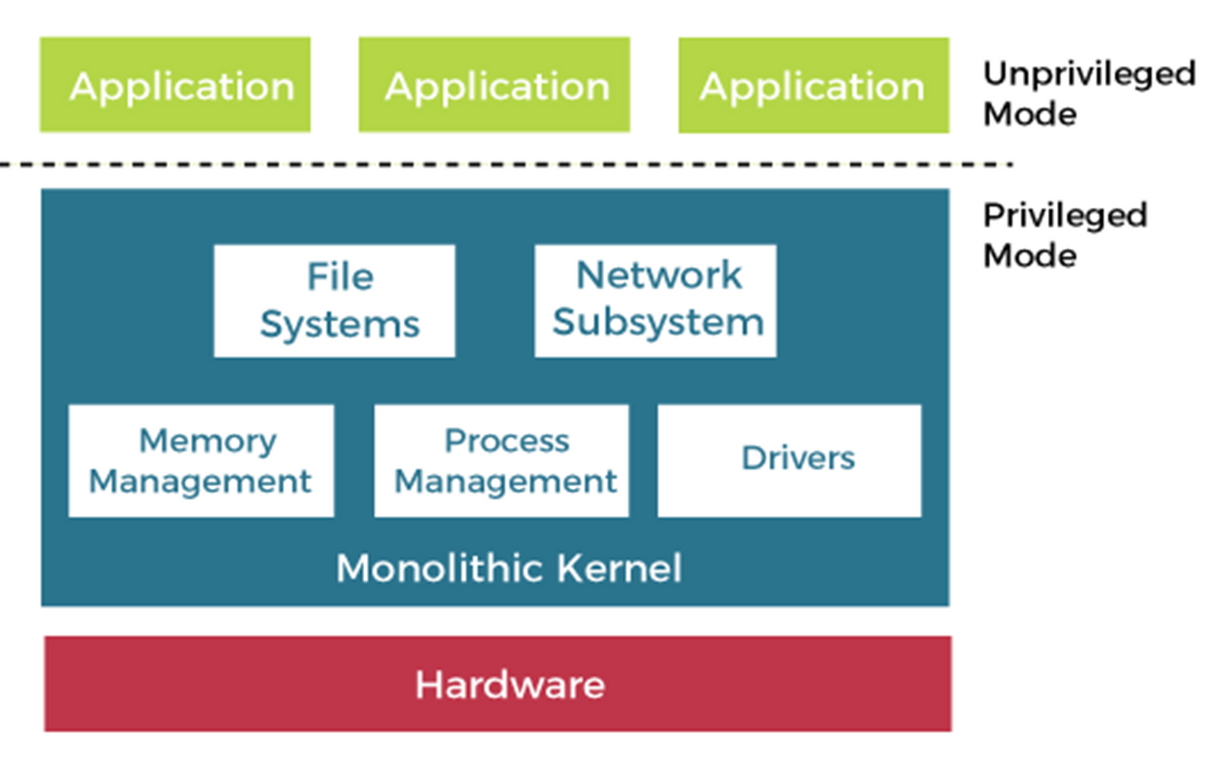 Application Application Application Unprivileged
Mode
Privileged
Mode
File
Systems
Network
Subsystem
Memory
Management
Process
Management
Drivers
Monolithic Kernel
Hardware